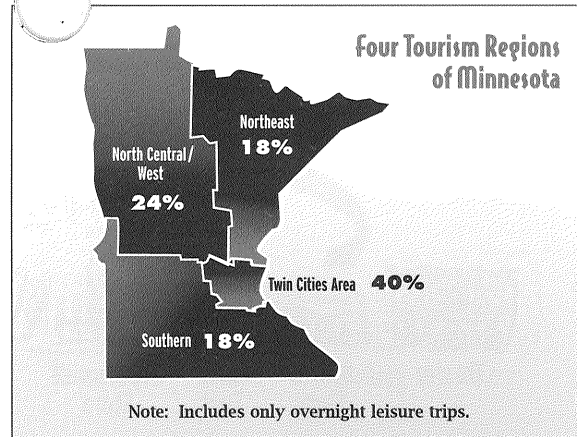 Four Tourism Regions
of Minnesota
Northeast
18%
North Central/
West
24%
Twin Cities Area 40%
Southern 18%
Note: Includes only overnight leisure trips.